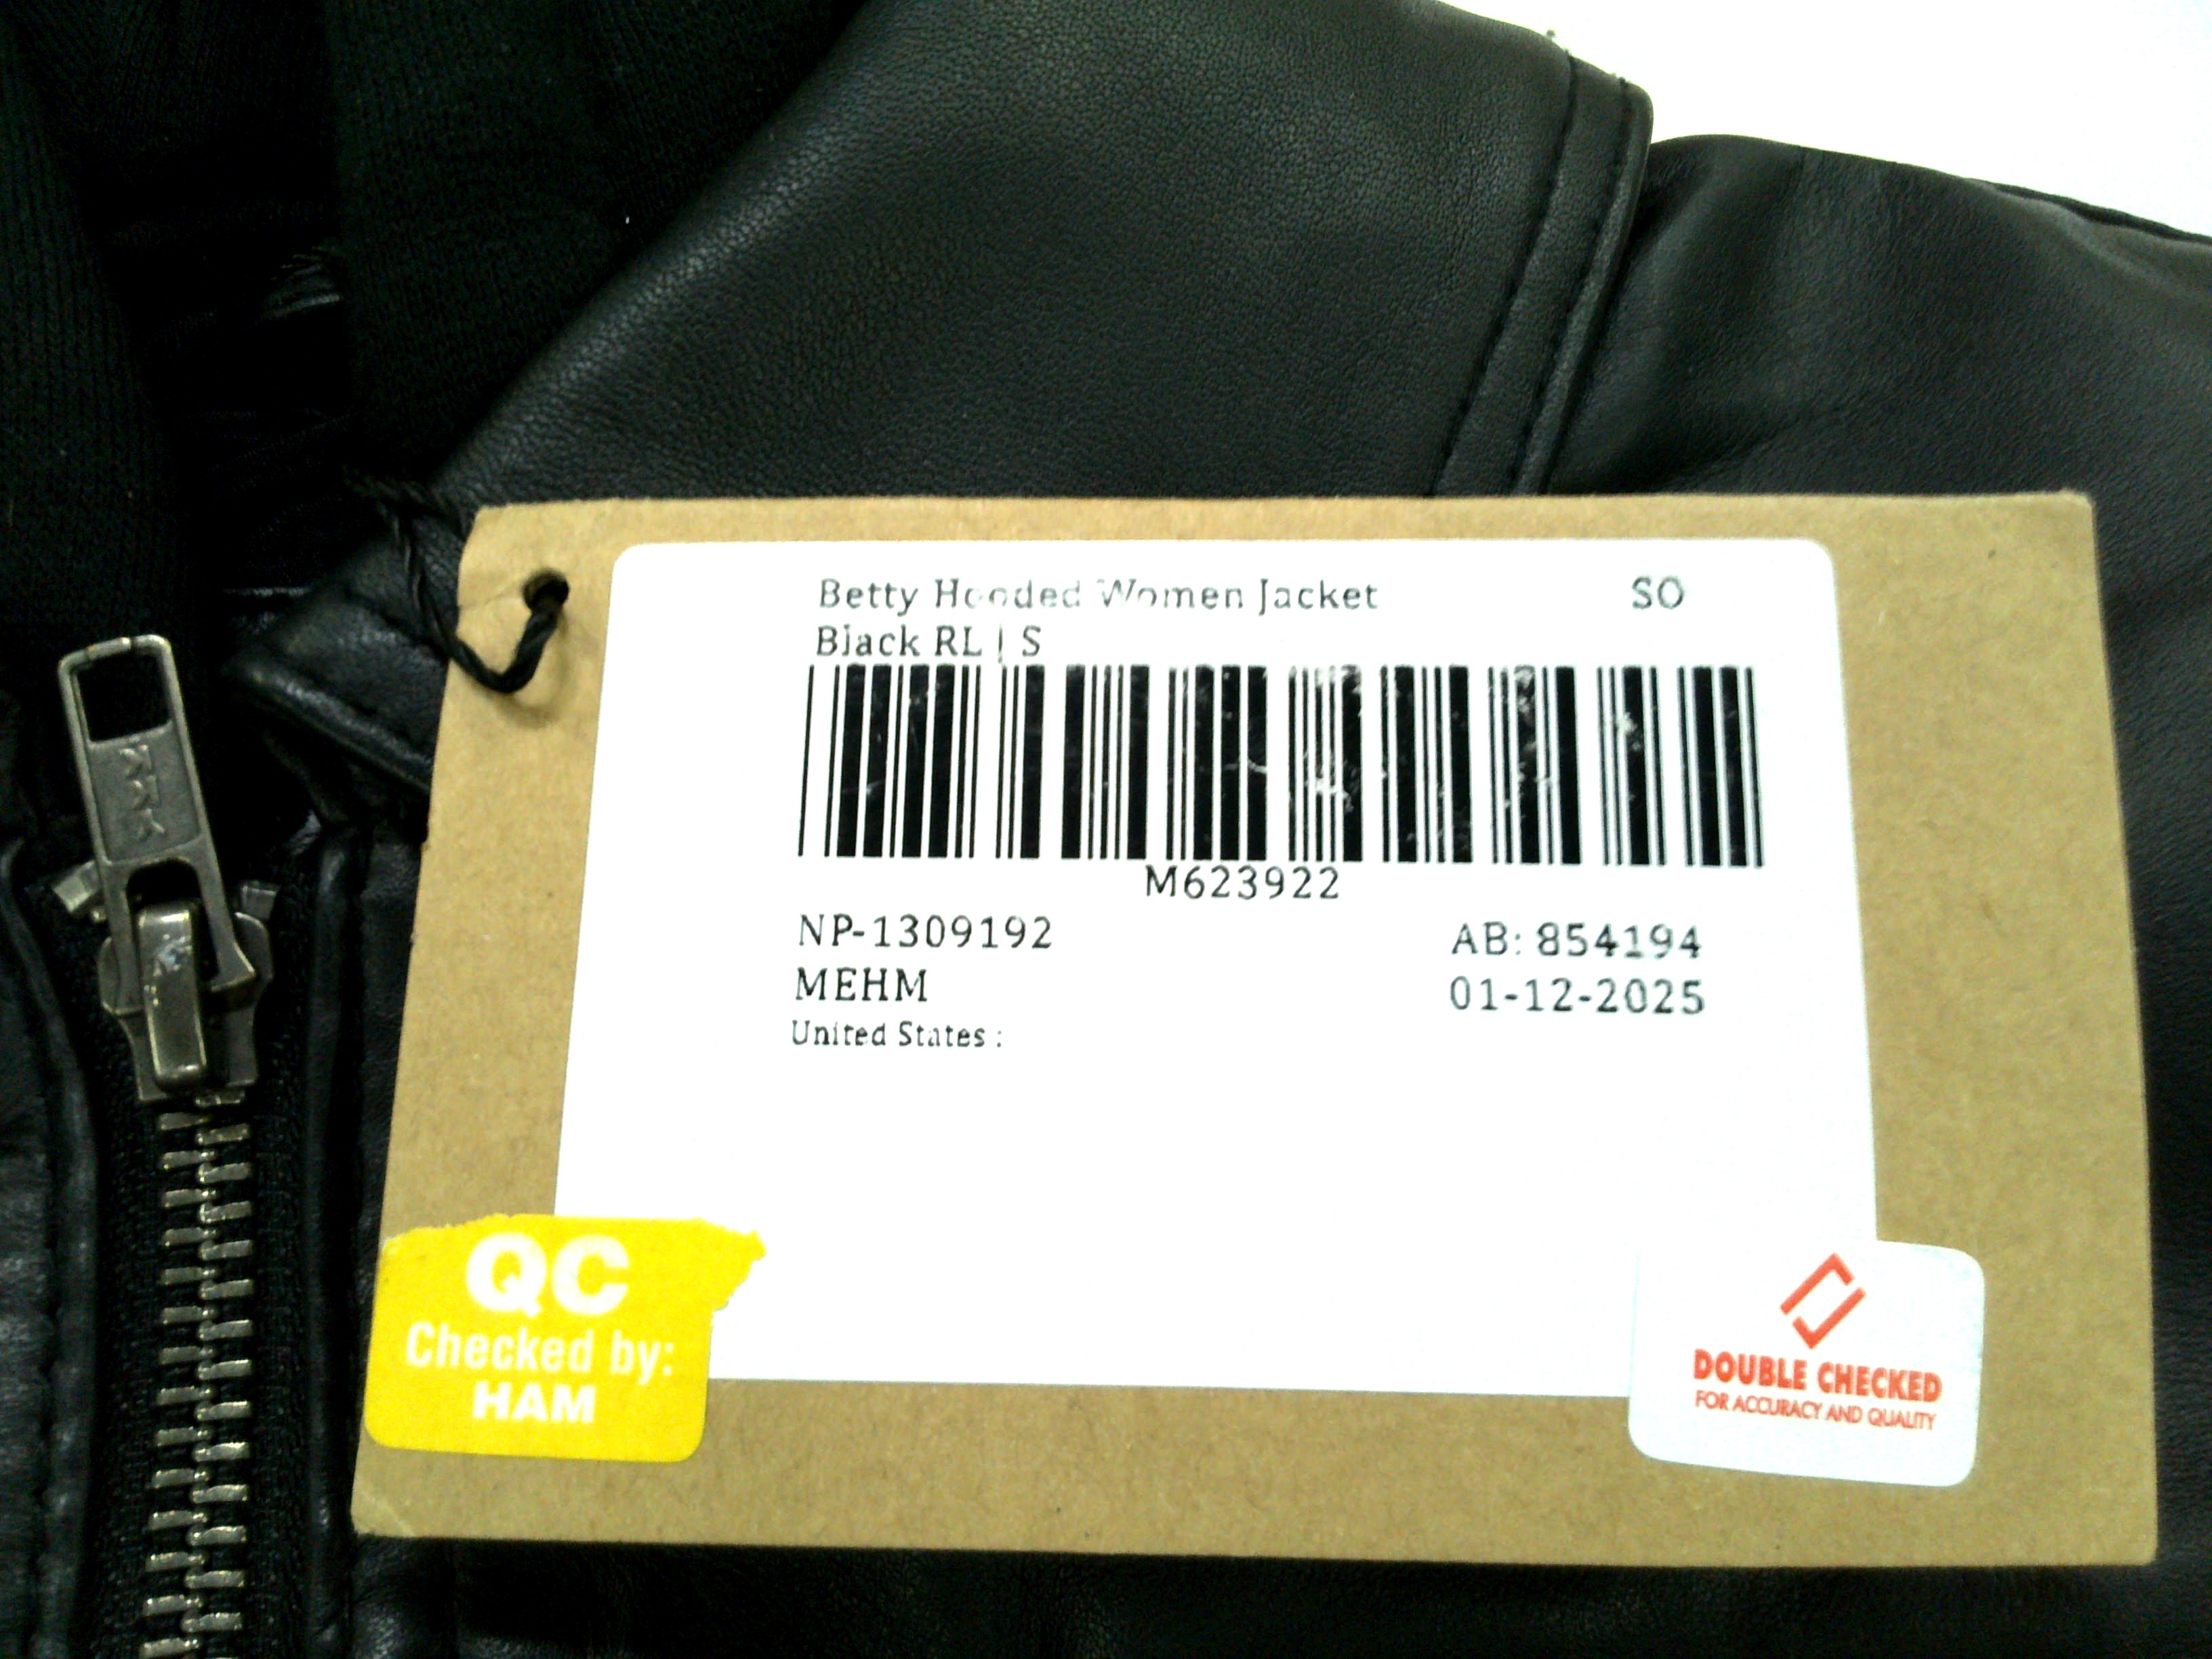 Betty Hooded Women Jacket SO
Black RL | S
M623922
NP-1309192 AB: 854194
MEHM 01-12-2025
United States :
QC
Checked by:
HAM
DOUBLE CHECKED
FOR ACCURACY AND QUALITY
YKK